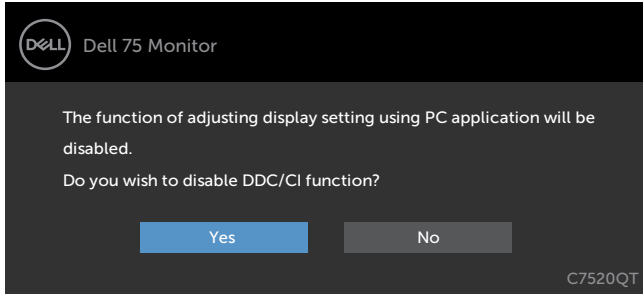 DELL Dell 75 Monitor
The function of adjusting display setting using PC application will be
disabled.
Do you wish to disable DDC/CI function?
Yes No
C7520QT